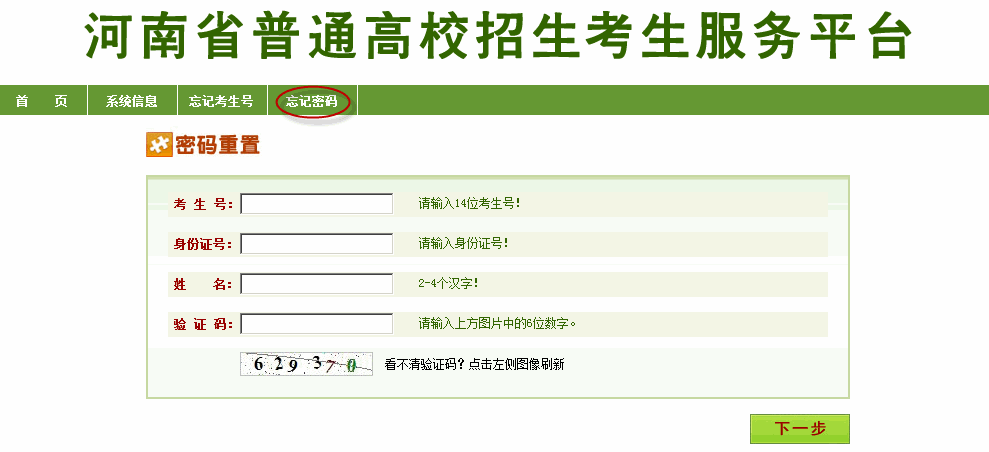 河南省普通高校招生考生服务平台
首 页 系统信息 忘记考生号 忘记密码
密码重置
考 生 号： 请输入14位考生号！
身份证号： 请输入身份证号！
姓 名： 2-4个汉字！
验 证 码： 请输入上方图片中的6位数字。
629370 看不清验证码？点击左侧图像刷新
下一步